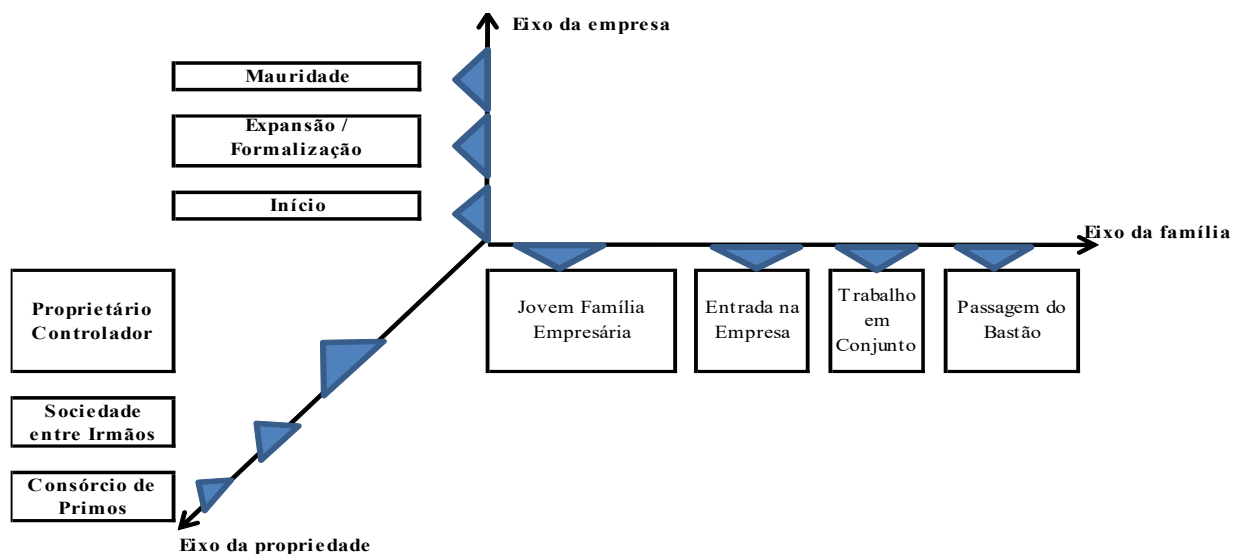 Eixo da empresa
Mauridade
Expansão /
Formalização
Início
Eixo da família
Jovem Família
Empresária
Entrada na
Empresa
Trabalho
em
Conjunto
Passagem do
Bastão
Proprietário
Controlador
Sociedade
entre Irmãos
Consórcio de
Primos
Eixo da propriedade